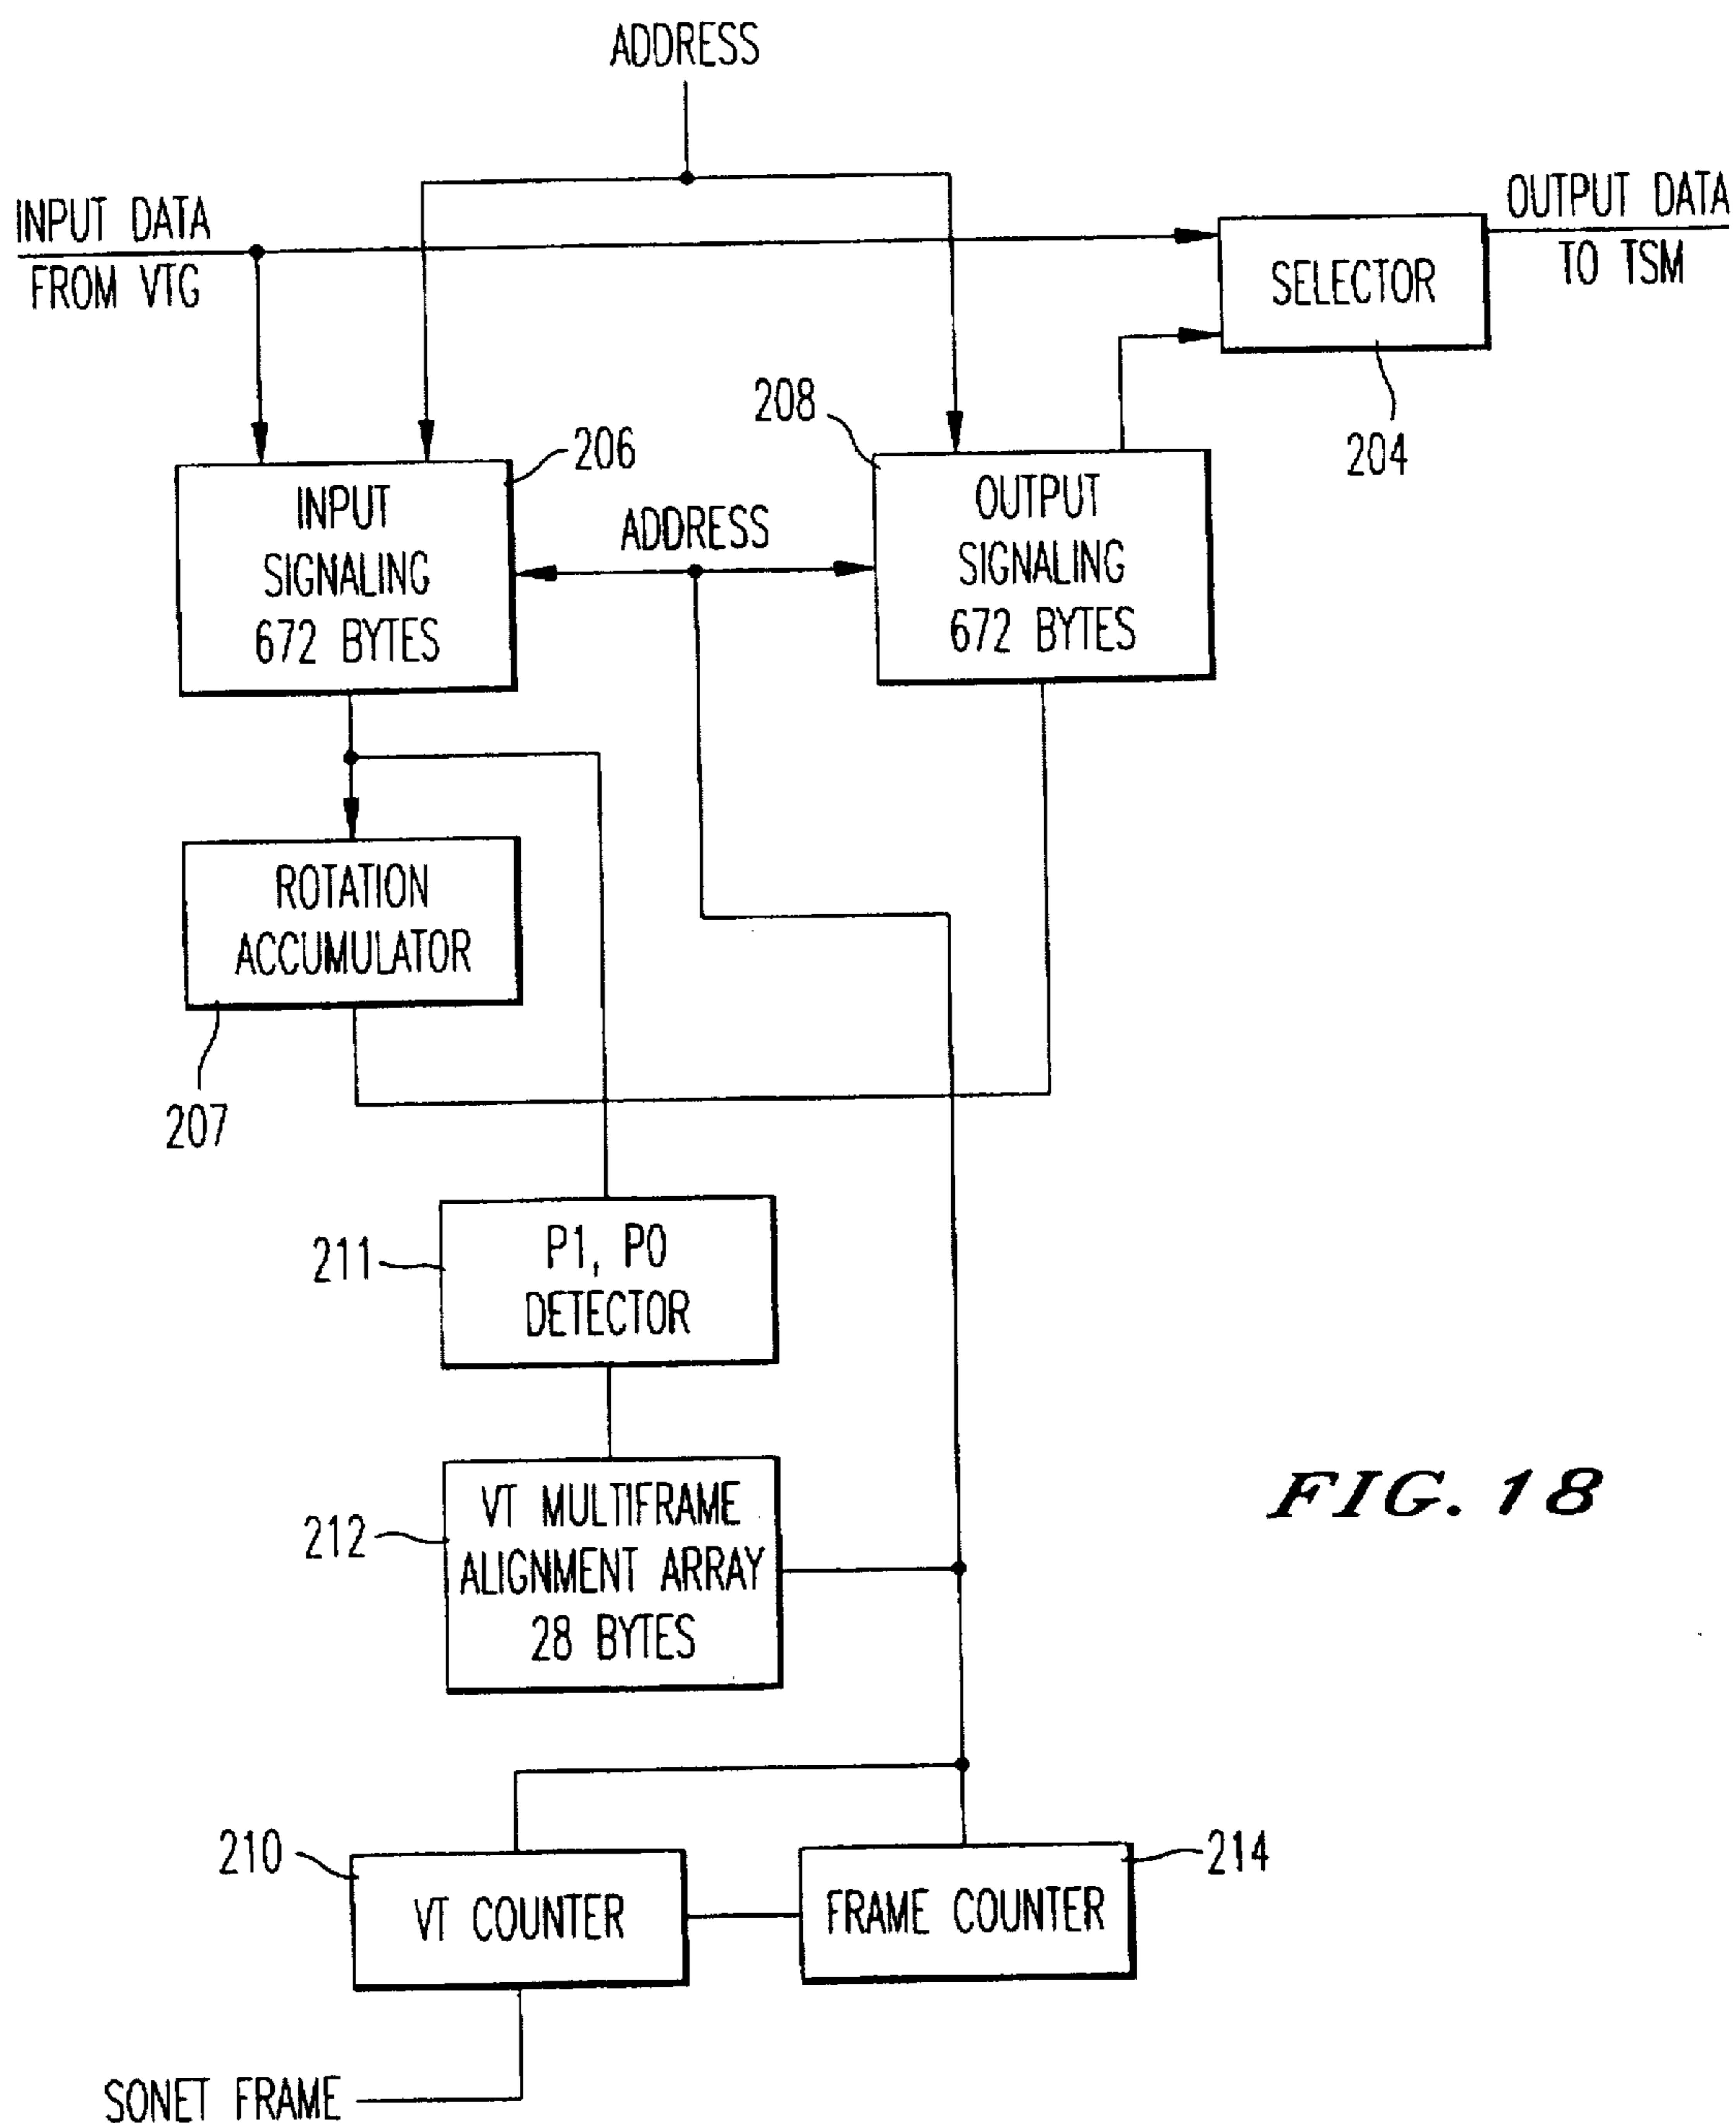 ADDRESS
INPUT DATA
FROM VTG
OUTPUT DATA
TO TSM
SELECTOR
204
206
208
INPUT
SIGNALING
672 BYTES
ADDRESS
OUTPUT
SIGNALING
672 BYTES
ROTATION
ACCUMULATOR
207
211
P1, P0
DETECTOR
212
VT MULTIFRAME
ALIGNMENT ARRAY
28 BYTES
FIG. 18
210
VT COUNTER
214
FRAME COUNTER
SONET FRAME